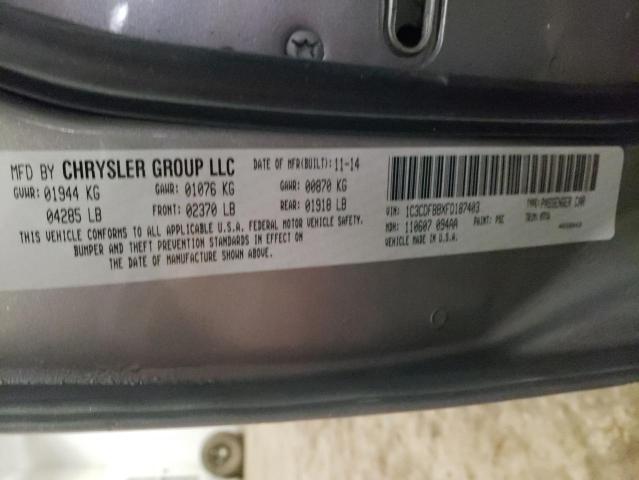 MFD BY CHRYSLER GROUP LLC DATE OF MFR(BUILT): 11-14
GVWR: 01944 KG GAWR: 01076 KG GAWR: 00870 KG
04285 LB FRONT: 02370 LB REAR: 01918 LB
THIS VEHICLE CONFORMS TO ALL APPLICABLE U.S.A. FEDERAL MOTOR VEHICLE SAFETY,
BUMPER AND THEFT PREVENTION STANDARDS IN EFFECT ON
THE DATE OF MANUFACTURE SHOWN ABOVE.
VIN: 1C3CDFBBXFD187403 TYPE: PASSENGER CAR
MDH: 110607 094AA PAINT: TRIM:
VEHICLE MADE IN U.S.A.